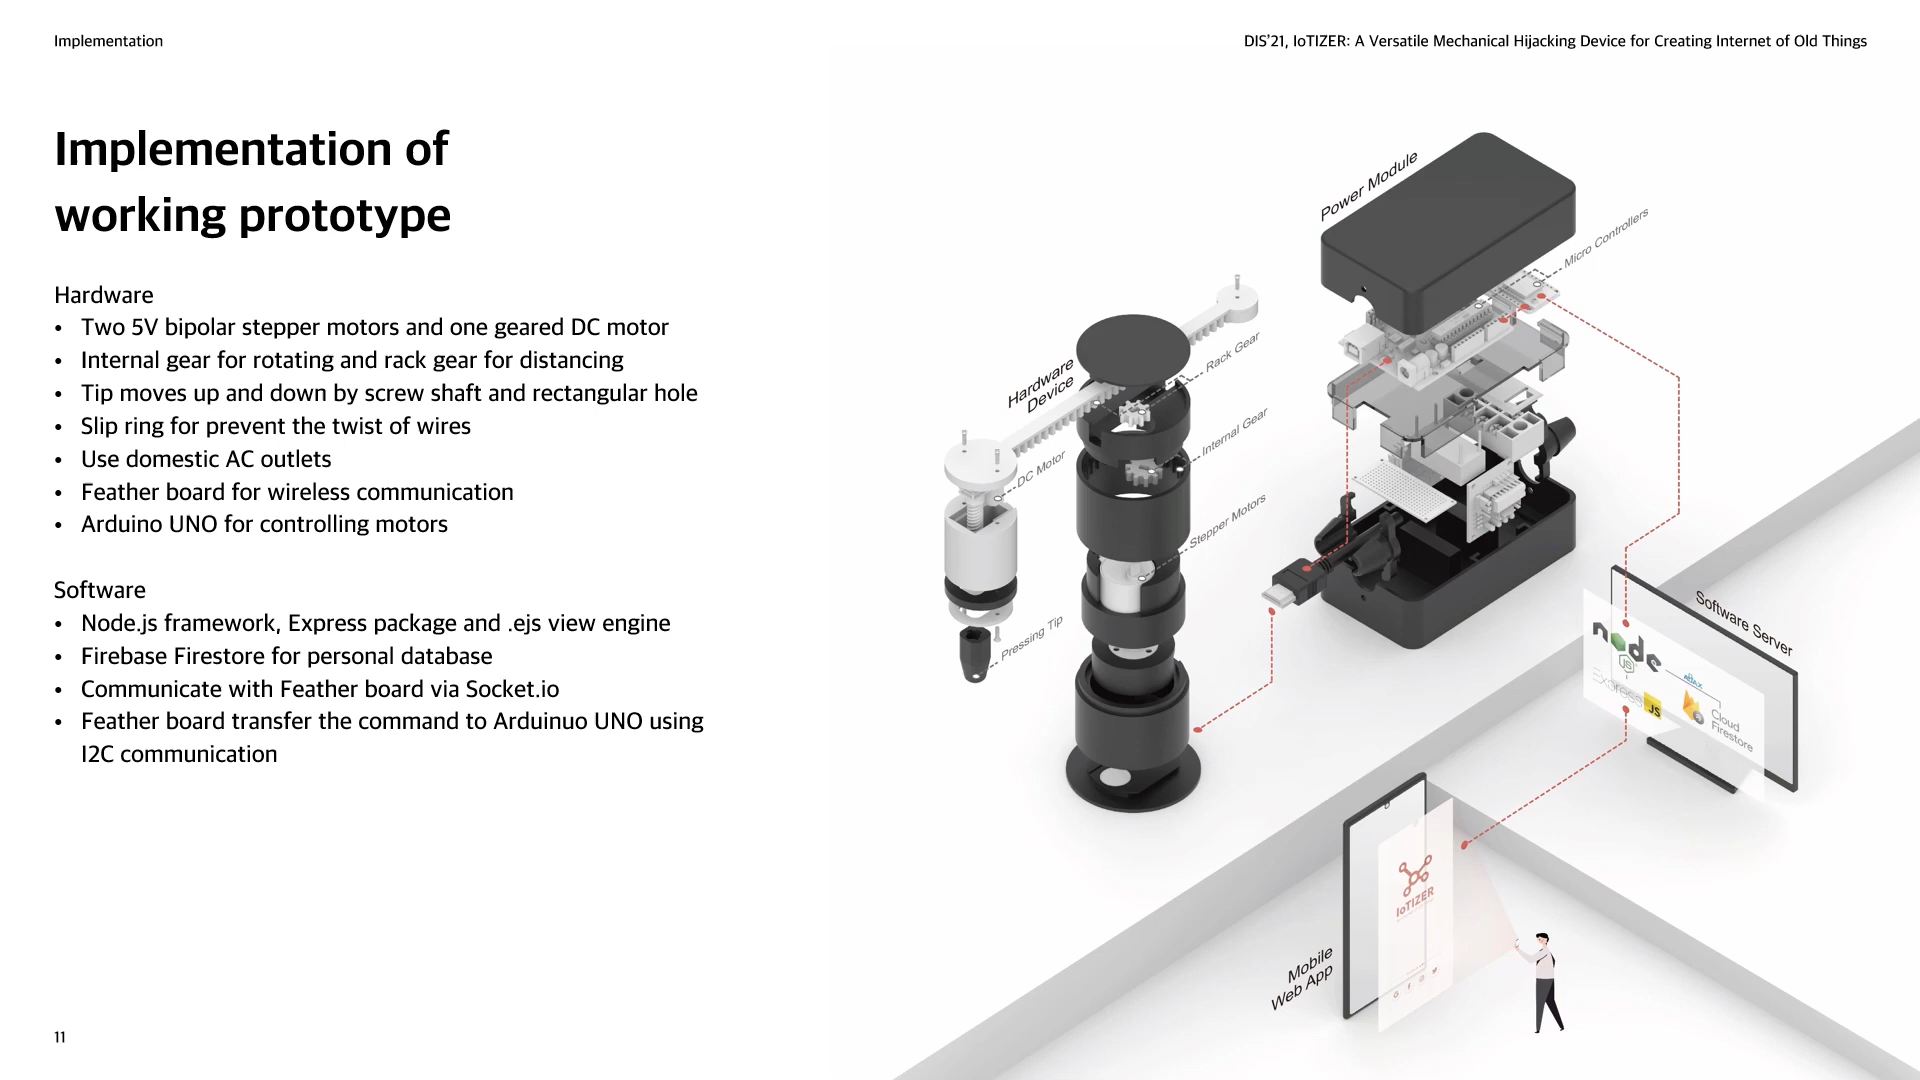 Implementation
DIS'21, IoTIZER: A Versatile Mechanical Hijacking Device for Creating Internet of Old Things
Implementation of
working prototype
Hardware
• Two 5V bipolar stepper motors and one geared DC motor
• Internal gear for rotating and rack gear for distancing
• Tip moves up and down by screw shaft and rectangular hole
• Slip ring for prevent the twist of wires
• Use domestic AC outlets
• Feather board for wireless communication
• Arduino UNO for controlling motors
Software
• Node.js framework, Express package and .ejs view engine
• Firebase Firestore for personal database
• Communicate with Feather board via Socket.io
• Feather board transfer the command to Arduinuo UNO using
I2C communication
Power Module
Micro Controllers
Hardware
Device
Rack Gear
Internal Gear
DC Motor
Stepper Motors
Pressing Tip
Software Server
node
JS
AJAX
Express
JS
Cloud
Firestore
IoTIZER
Mobile
Web App
11